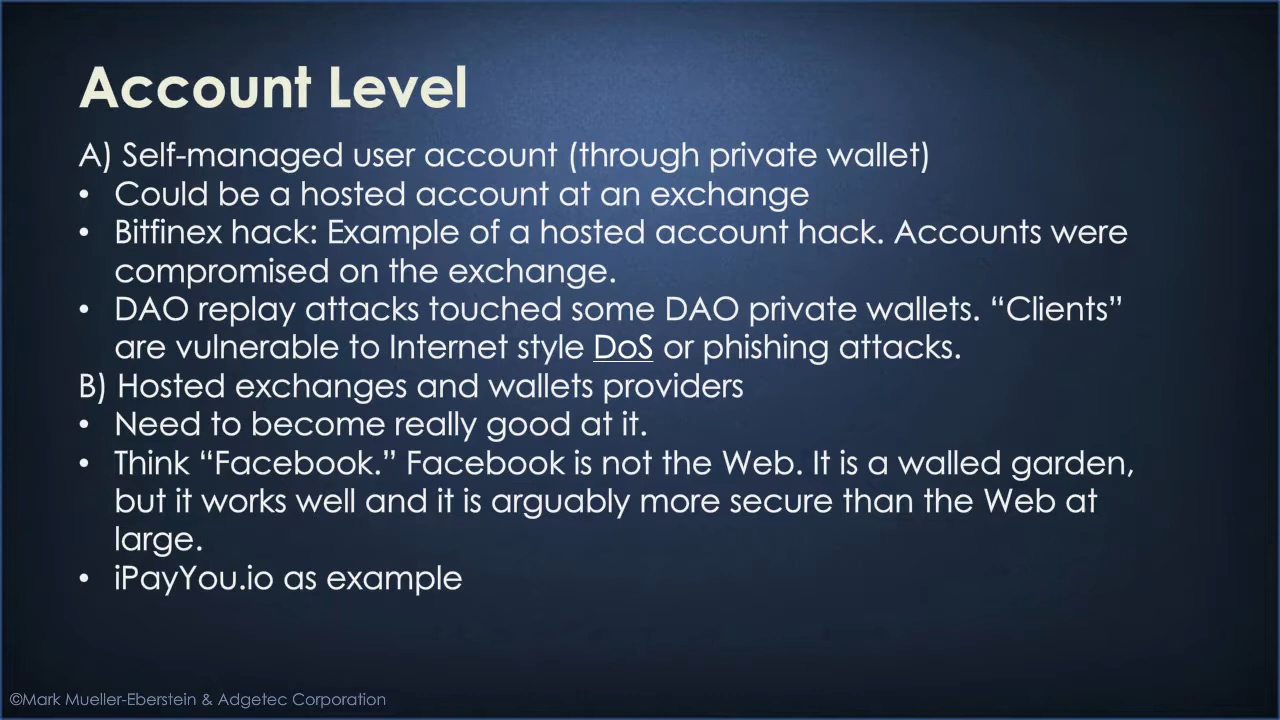 Account Level
A) Self-managed user account (through private wallet)
• Could be a hosted account at an exchange
• Bitfinex hack: Example of a hosted account hack. Accounts were
compromised on the exchange.
• DAO replay attacks touched some DAO private wallets. “Clients”
are vulnerable to Internet style DoS or phishing attacks.
B) Hosted exchanges and wallets providers
• Need to become really good at it.
• Think “Facebook.” Facebook is not the Web. It is a walled garden,
but it works well and it is arguably more secure than the Web at
large.
• iPayYou.io as example
©Mark Mueller-Eberstein & Adgetec Corporation